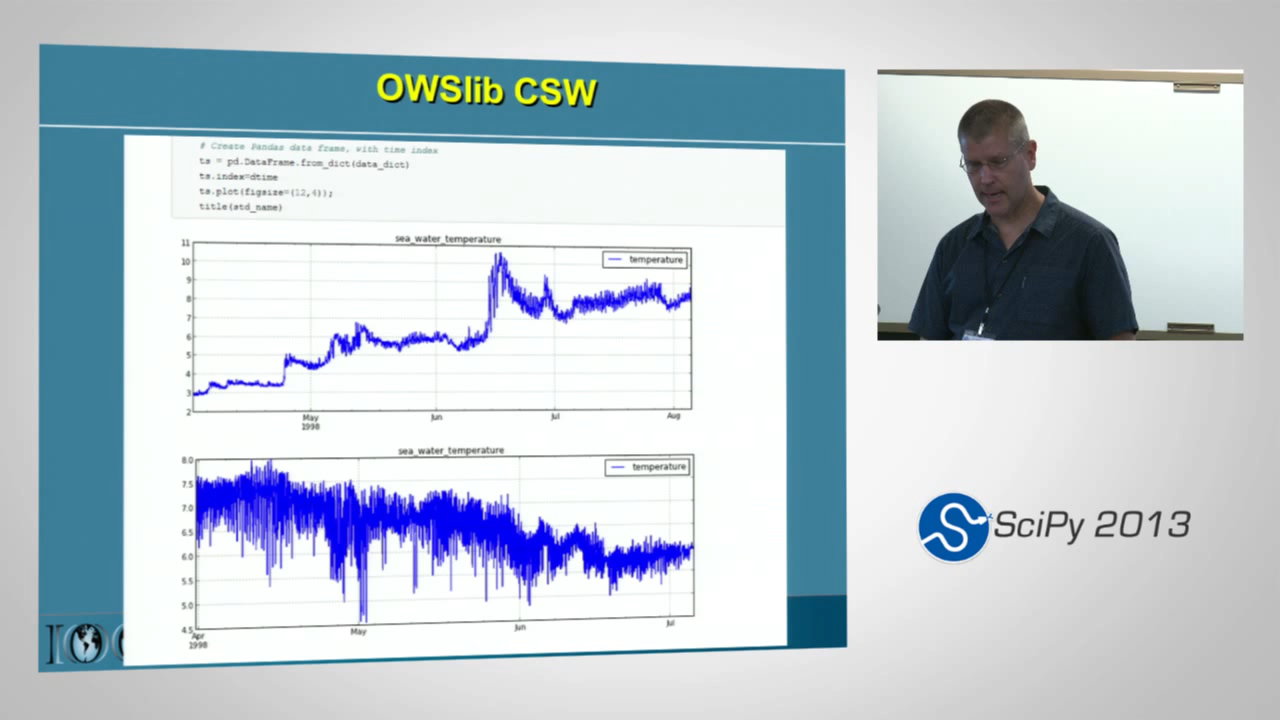 OWSlib CSW
# Create Pandas data frame, with time index
ts = pd.DataFrame.from_dict(data_dict)
ts.index=dtime
ts.plot(figsize=(12,4));
title(std_name)
sea_water_temperature
temperature
11
10
9
8
7
6
5
4
3
2
May
1998
Jun
Jul
Aug
sea_water_temperature
temperature
8.0
7.5
7.0
6.5
6.0
5.5
5.0
4.5
Apr
1998
May
Jun
Jul
SciPy 2013